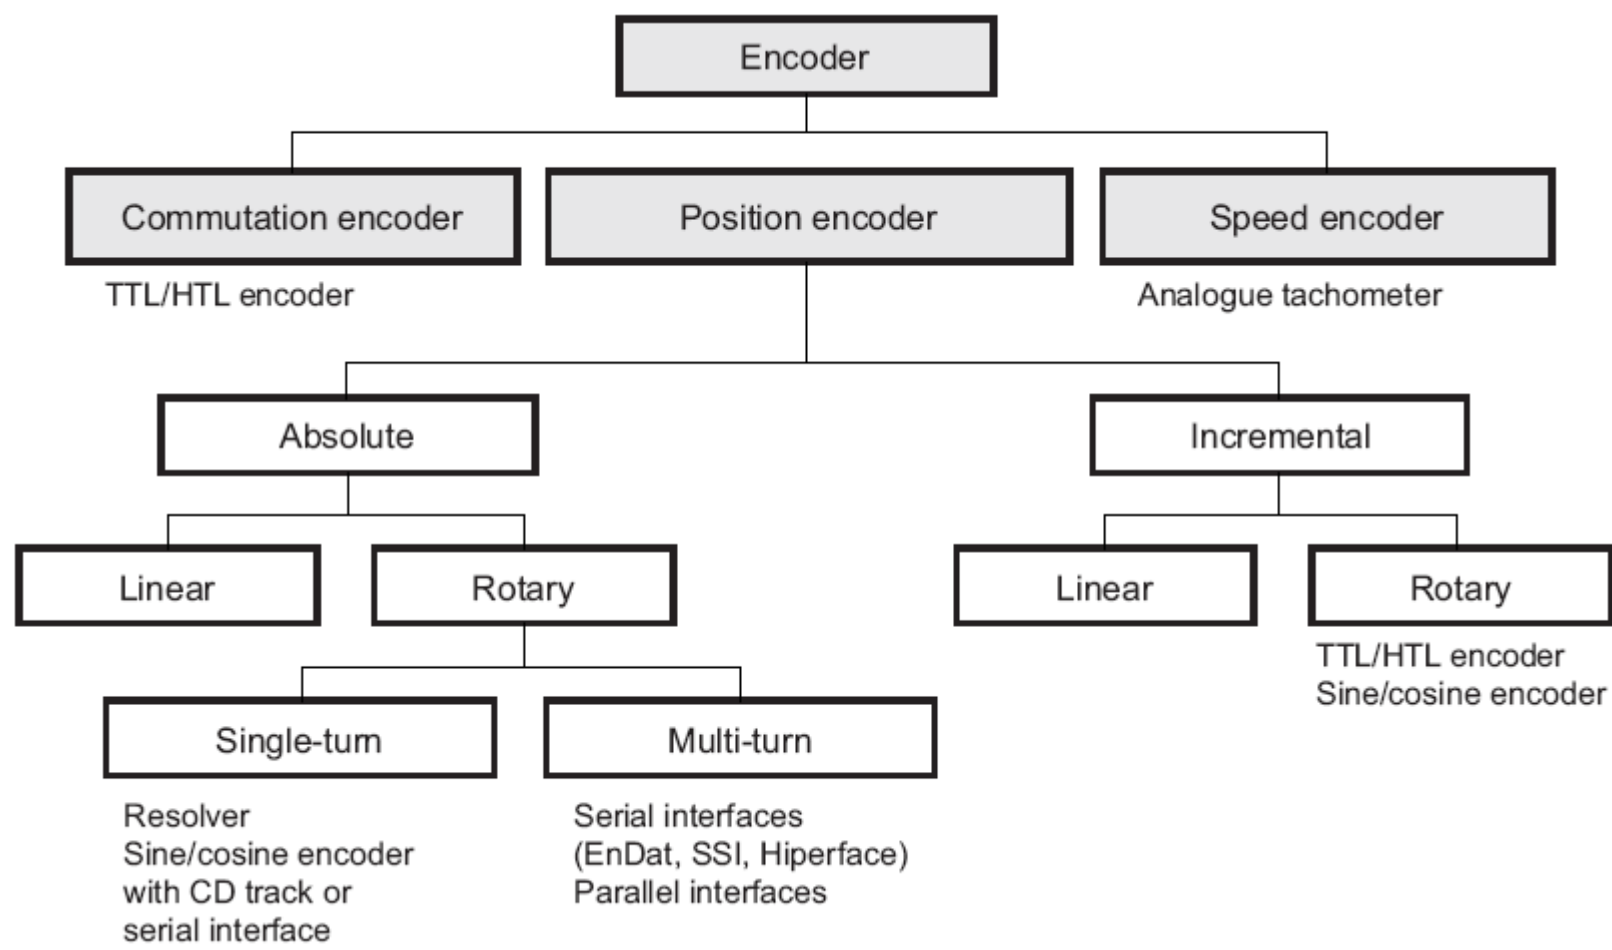 Encoder
Commutation encoder
Position encoder
Speed encoder
TTL/HTL encoder
Analogue tachometer
Absolute
Incremental
Linear
Rotary
Linear
Rotary
TTL/HTL encoder
Sine/cosine encoder
Single-turn
Multi-turn
Resolver
Sine/cosine encoder
with CD track or
serial interface
Serial interfaces
(EnDat, SSI, Hiperface)
Parallel interfaces